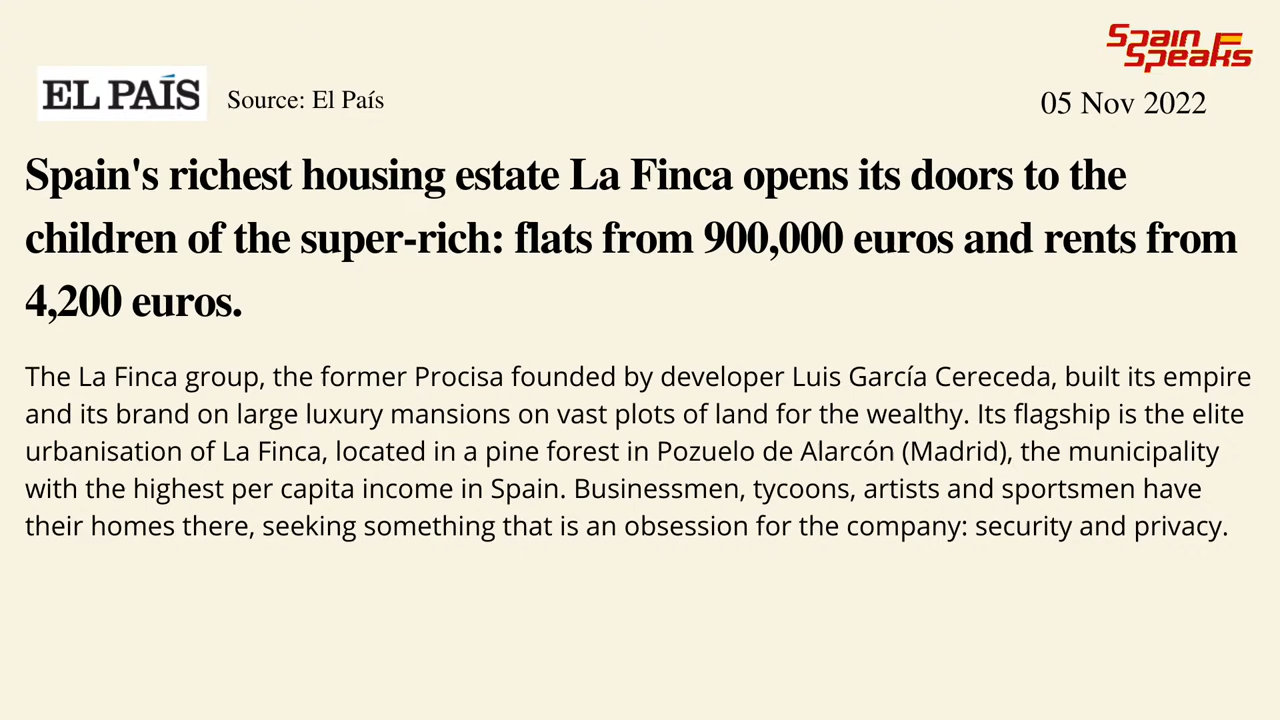 Spain
Speaks
EL PAÍS
Source: El País
05 Nov 2022
Spain's richest housing estate La Finca opens its doors to the
children of the super-rich: flats from 900,000 euros and rents from
4,200 euros.
The La Finca group, the former Procisa founded by developer Luis García Cereceda, built its empire
and its brand on large luxury mansions on vast plots of land for the wealthy. Its flagship is the elite
urbanisation of La Finca, located in a pine forest in Pozuelo de Alarcón (Madrid), the municipality
with the highest per capita income in Spain. Businessmen, tycoons, artists and sportsmen have
their homes there, seeking something that is an obsession for the company: security and privacy.